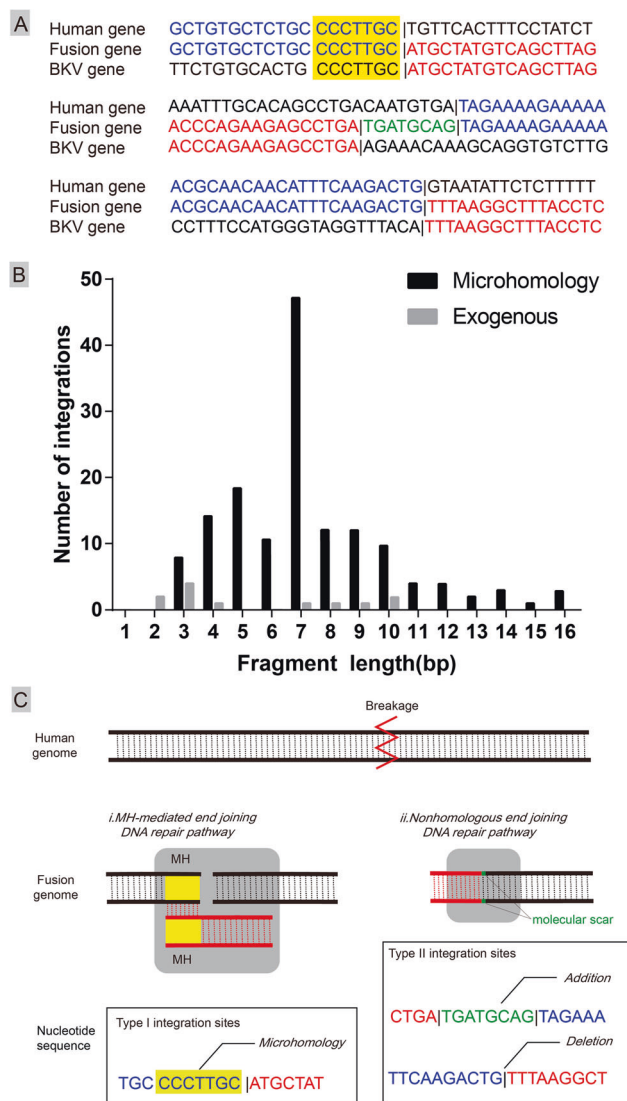 A
Human gene GCTGTGCTCTGC CCCTTGC|TGTTCACTTTCCTATCT
Fusion gene GCTGTGCTCTGC CCCTTGC|ATGCTATGTCAGCTTAG
BKV gene TTCTGTGCACTG CCCTTGC|ATGCTATGTCAGCTTAG
Human gene AAATTTGCACAGCCTGACAATGTGA|TAGAAAAGAAAAA
Fusion gene ACCCAGAAGAGCCTGA|TGATGCAG|TAGAAAAGAAAAA
BKV gene ACCCAGAAGAGCCTGA|AGAAACAAAGCAGGTGTCTTG
Human gene ACGCAACAACATTTCAAGACTG|GTAATATTCTCTTTTT
Fusion gene ACGCAACAACATTTCAAGACTG|TTTAAGGCTTTACCTC
BKV gene CCTTTCCATGGGTAGGTTTACA|TTTAAGGCTTTACCTC
B
Microhomology
Exogenous
Number of integrations
50
40
30
20
10
0
1 2 3 4 5 6 7 8 9 10 11 12 13 14 15 16
Fragment length(bp)
C
Breakage
Human
genome
i.MH-mediated end joining
DNA repair pathway
ii.Nonhomologous end joining
DNA repair pathway
MH
Fusion
genome
molecular scar
MH
Type II integration sites
Addition
CTGA|TGATGCAG|TAGAAA
Deletion
TTCAAGACTG|TTTAAGGCT
Nucleotide
sequence
Type I integration sites
Microhomology
TGC CCCTTGC |ATGCTAT